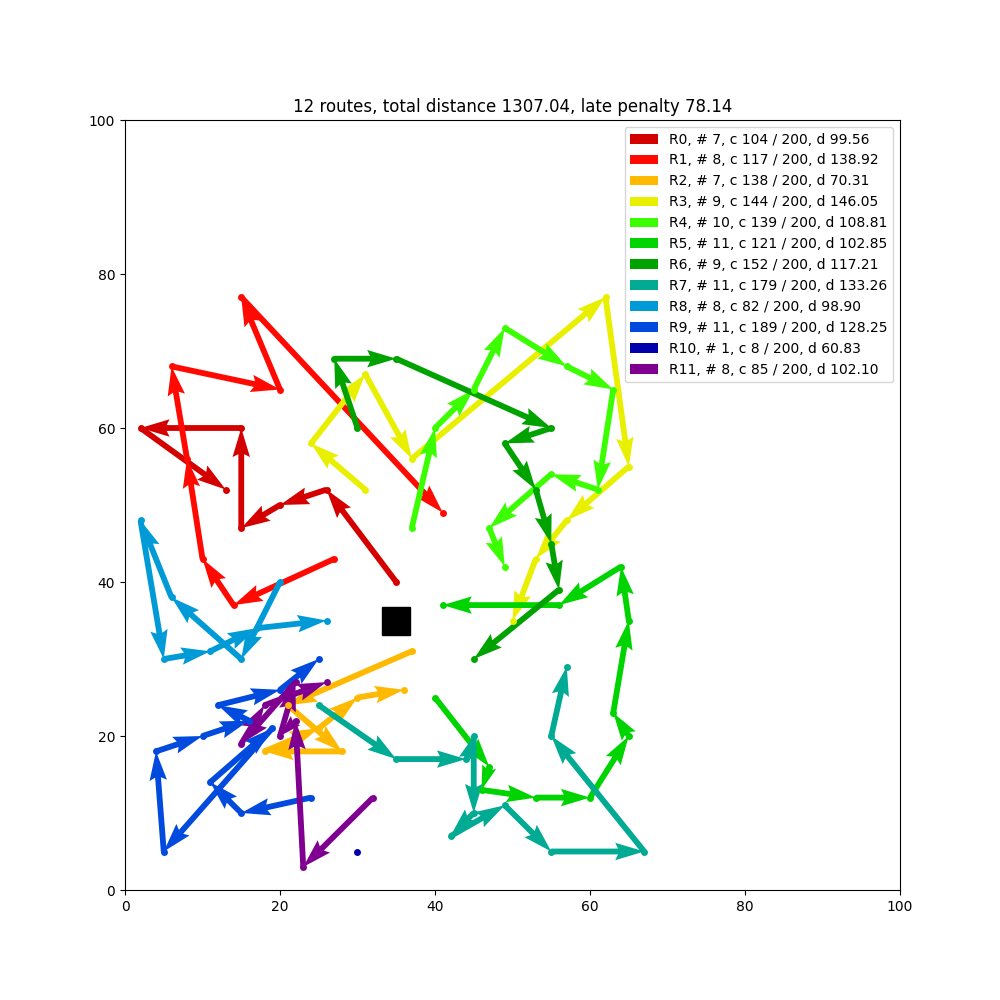 12 routes, total distance 1307.04, late penalty 78.14
R0, # 7, c 104 / 200, d 99.56
R1, # 8, c 117 / 200, d 138.92
R2, # 7, c 138 / 200, d 70.31
R3, # 9, c 144 / 200, d 146.05
R4, # 10, c 139 / 200, d 108.81
R5, # 11, c 121 / 200, d 102.85
R6, # 9, c 152 / 200, d 117.21
R7, # 11, c 179 / 200, d 133.26
R8, # 8, c 82 / 200, d 98.90
R9, # 11, c 189 / 200, d 128.25
R10, # 1, c 8 / 200, d 60.83
R11, # 8, c 85 / 200, d 102.10
100
80
60
40
20
0
0 20 40 60 80 100